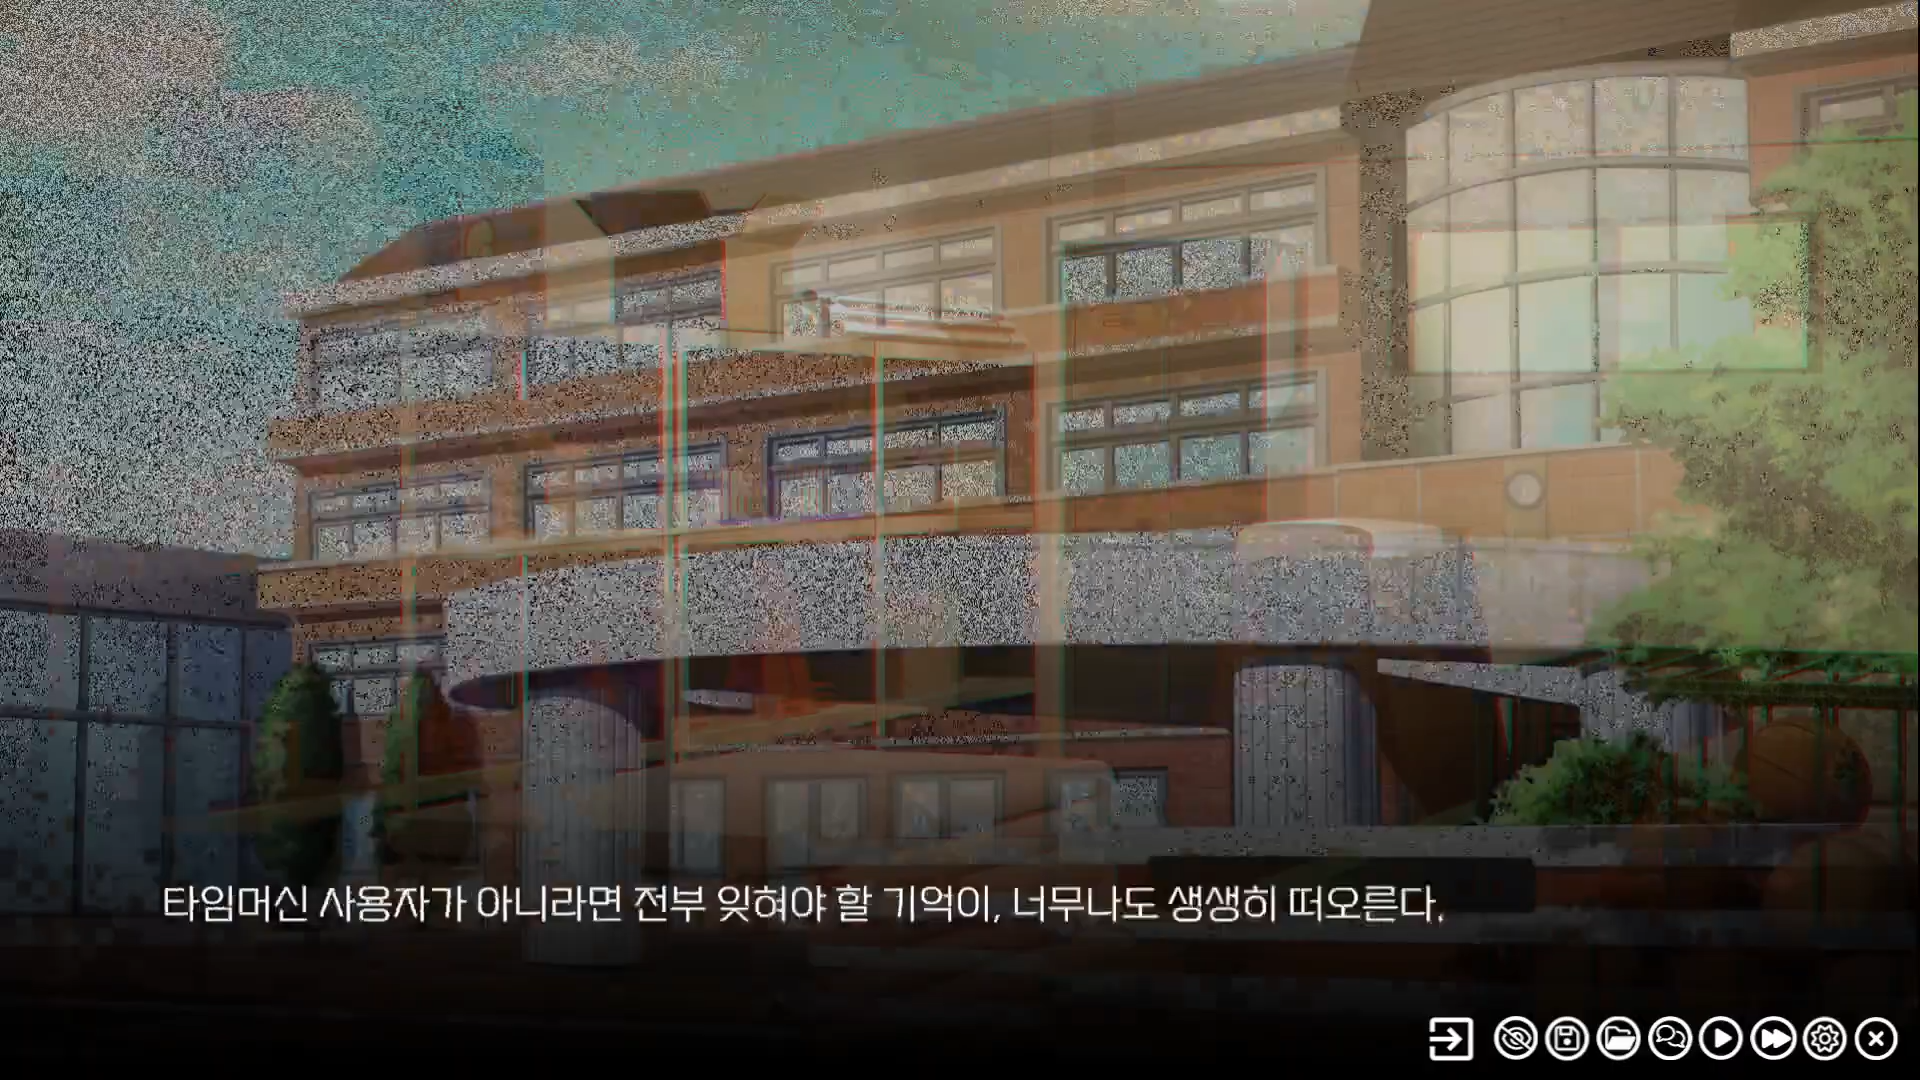 타임머신 사용자가 아니라면 전부 잊혀야 할 기억이, 너무나도 생생히 떠오른다.